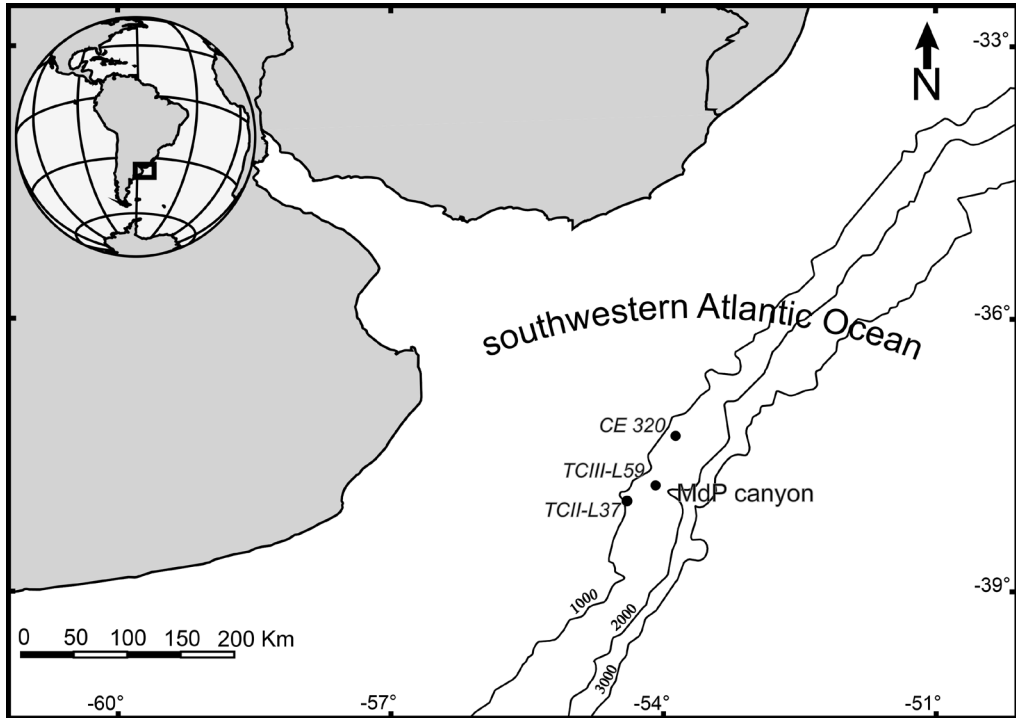 -33°
N
southwestern Atlantic Ocean
-36°
CE 320
TCIII-L59
MdP canyon
TCII-L37
-39°
1000
2000
3000
0 50 100 150 200 Km
-60° -57° -54° -51°